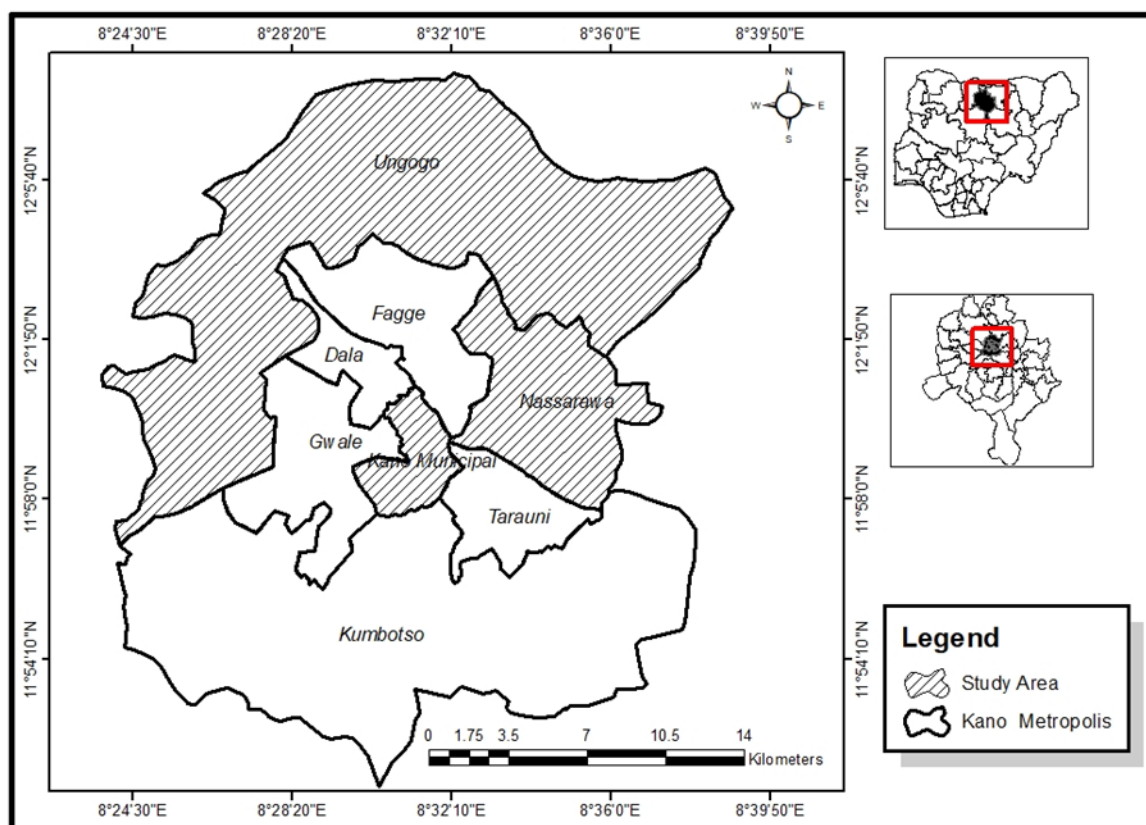 8°24'30"E 8°28'20"E 8°32'10"E 8°36'0"E 8°39'50"E
N
W E
S
12°5'40"N 12°5'40"N
Ungogo
12°1'50"N 12°1'50"N
Fagge
Dala
Nassarawa
Gwale
Kano Municipal
11°58'0"N 11°58'0"N
Tarauni
Kumbotso
11°54'10"N 11°54'10"N
0 1.75 3.5 7 10.5 14
Kilometers
8°24'30"E 8°28'20"E 8°32'10"E 8°36'0"E 8°39'50"E
Legend
Study Area
Kano Metropolis